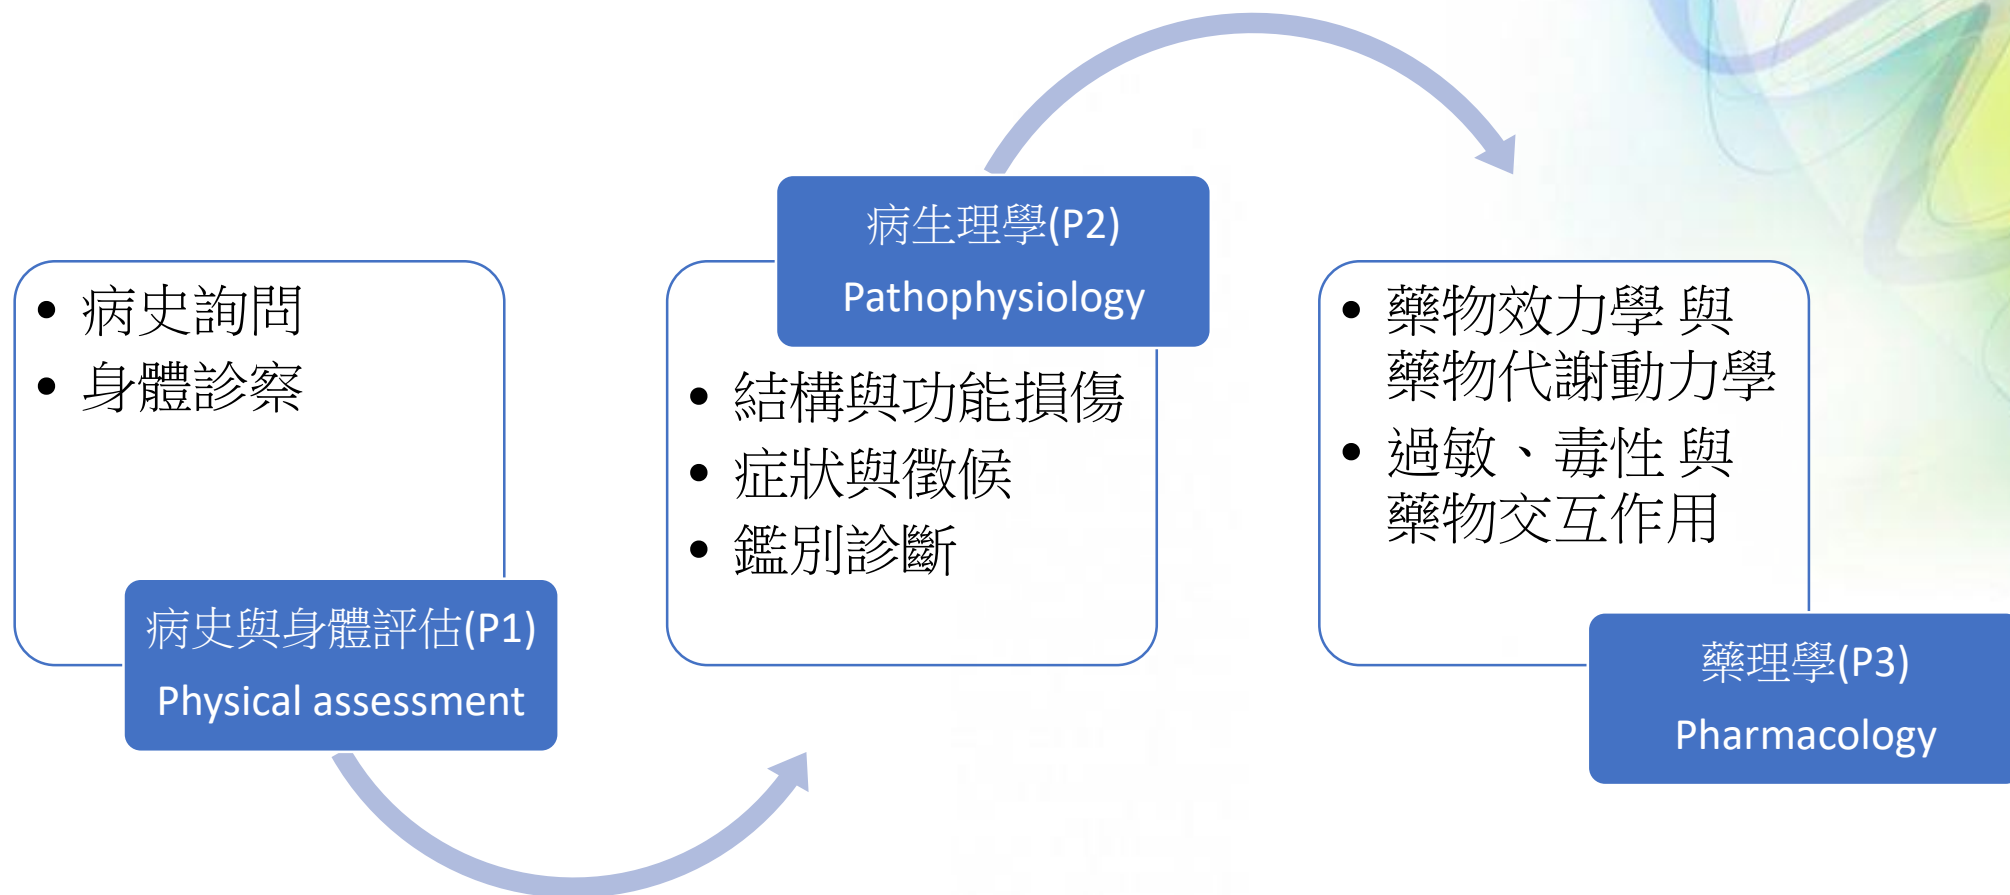 • 病史詢問
• 身體診察
病史與身體評估(P1)
Physical assessment
病生理學(P2)
Pathophysiology
• 結構與功能損傷
• 症狀與徵候
• 鑑別診斷
• 藥物效力學 與
藥物代謝動力學
• 過敏、毒性 與
藥物交互作用
藥理學(P3)
Pharmacology